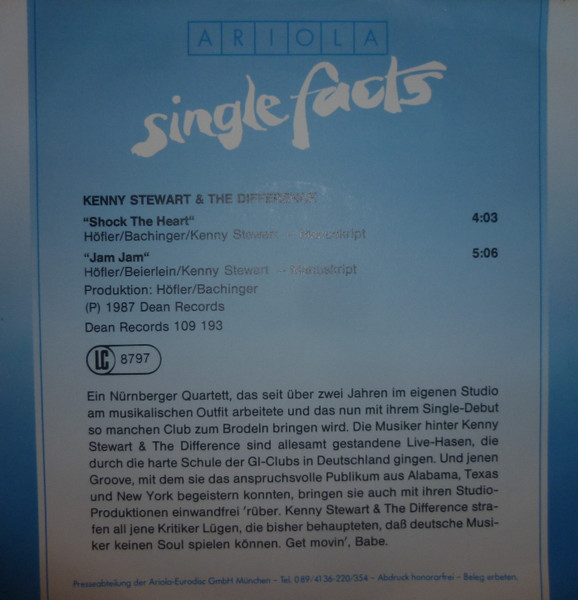 ARIOLA
single facts
KENNY STEWART & THE DIFFERENCE
"Shock The Heart" 4:03
Höfler/Bachinger/Kenny Stewart – Manuskript
"Jam Jam" 5:06
Höfler/Beierlein/Kenny Stewart – Manuskript
Produktion: Höfler/Bachinger
(P) 1987 Dean Records
Dean Records 109 193
LC 8797
Ein Nürnberger Quartett, das seit über zwei Jahren im eigenen Studio
am musikalischen Outfit arbeitete und das nun mit ihrem Single-Debut
so manchen Club zum Brodeln bringen wird. Die Musiker hinter Kenny
Stewart & The Difference sind allesamt gestandene Live-Hasen, die
durch die harte Schule der GI-Clubs in Deutschland gingen. Und jenen
Groove, mit dem sie das anspruchsvolle Publikum aus Alabama, Texas
und New York begeistern konnten, bringen sie auch mit ihren Studio-
Produktionen einwandfrei 'rüber. Kenny Stewart & The Difference stra-
fen all jene Kritiker Lügen, die bisher behaupteten, daß deutsche Musi-
ker keinen Soul spielen können. Get movin', Babe.
Presseabteilung der Ariola-Eurodisc GmbH München – Tel. 089/4136-220/354 – Abdruck honorarfrei – Beleg erbeten.